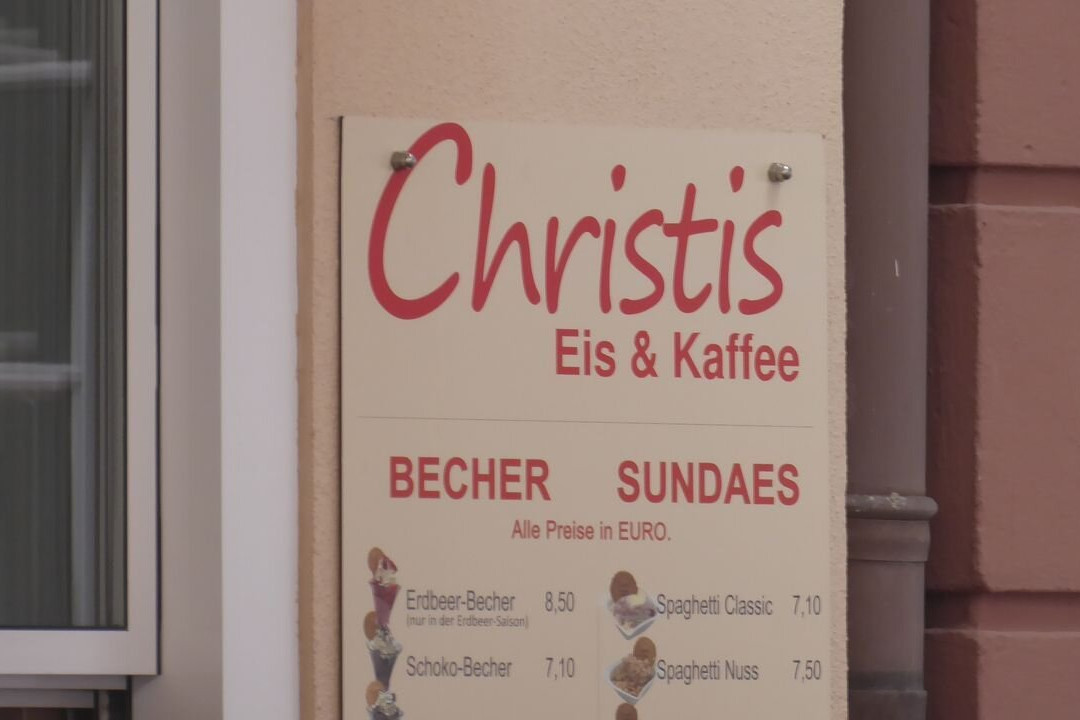 Christis
Eis & Kaffee
BECHER SUNDAES
Alle Preise in EURO.
Erdbeer-Becher 8,50
(nur in der Erdbeer-Saison)
Schoko-Becher 7,10
Spaghetti Classic 7,10
Spaghetti Nuss 7,50